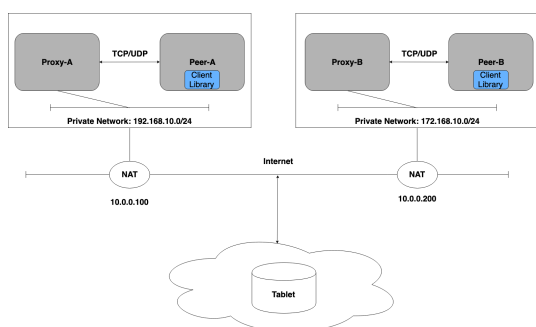 Proxy-A
TCP/UDP
Peer-A
Client
Library
Private Network: 192.168.10.0/24
Proxy-B
TCP/UDP
Peer-B
Client
Library
Private Network: 172.168.10.0/24
Internet
NAT
NAT
10.0.0.100
10.0.0.200
Tablet